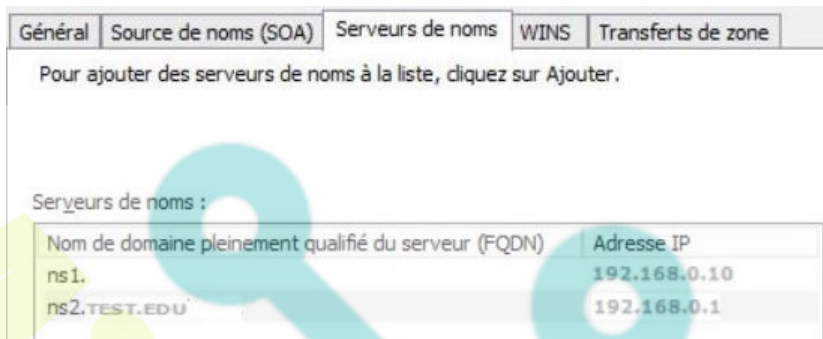 Général Source de noms (SOA) Serveurs de noms WINS Transferts de zone
Pour ajouter des serveurs de noms à la liste, cliquez sur Ajouter.
Serveurs de noms :
Nom de domaine pleinement qualifié du serveur (FQDN) Adresse IP
ns1. 192.168.0.10
ns2.TEST.EDU 192.168.0.1